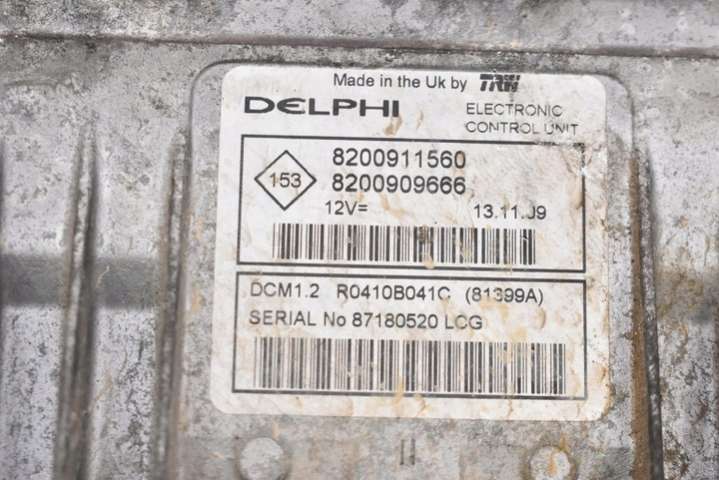 Made in the Uk by TRW
DELPHI
ELECTRONIC
CONTROL UNIT
153
8200911560
8200909666
12V= 13.11.09
DCM1.2 R0410B041C (81399A)
SERIAL No 87180520 LCG